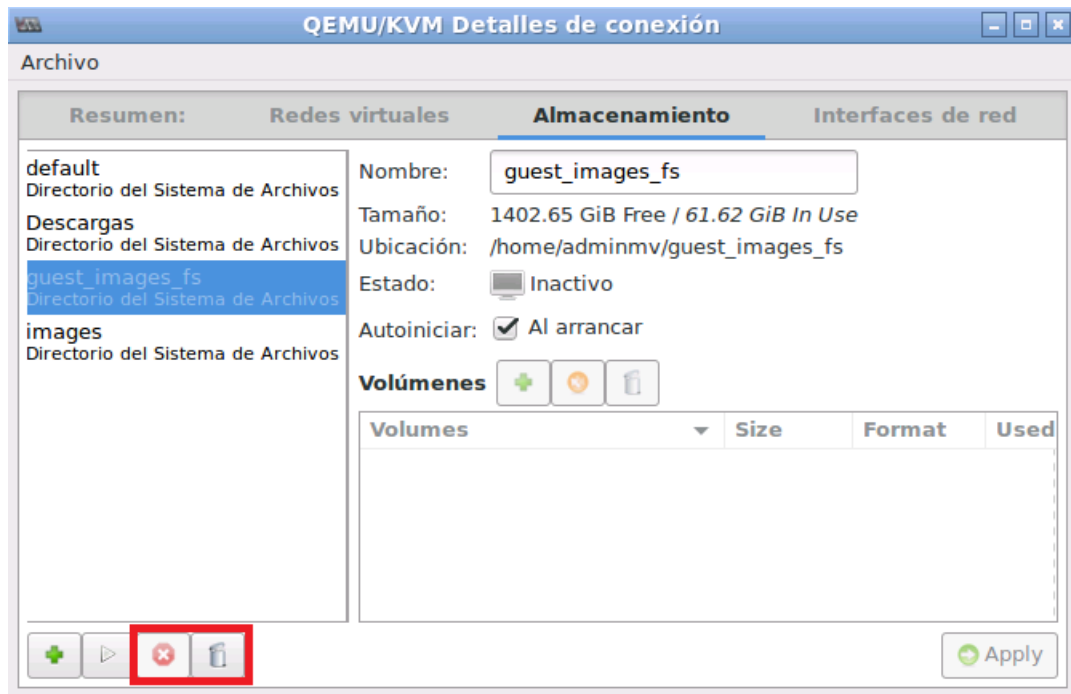 QEMU/KVM Detalles de conexión
Archivo
Resumen: Redes virtuales Almacenamiento Interfaces de red
default
Directorio del Sistema de Archivos
Descargas
Directorio del Sistema de Archivos
guest_images_fs
Directorio del Sistema de Archivos
images
Directorio del Sistema de Archivos
Nombre: guest_images_fs
Tamaño: 1402.65 GiB Free / 61.62 GiB In Use
Ubicación: /home/adminmv/guest_images_fs
Estado: Inactivo
Autoiniciar: Al arrancar
Volúmenes
Volumes Size Format Used
Apply